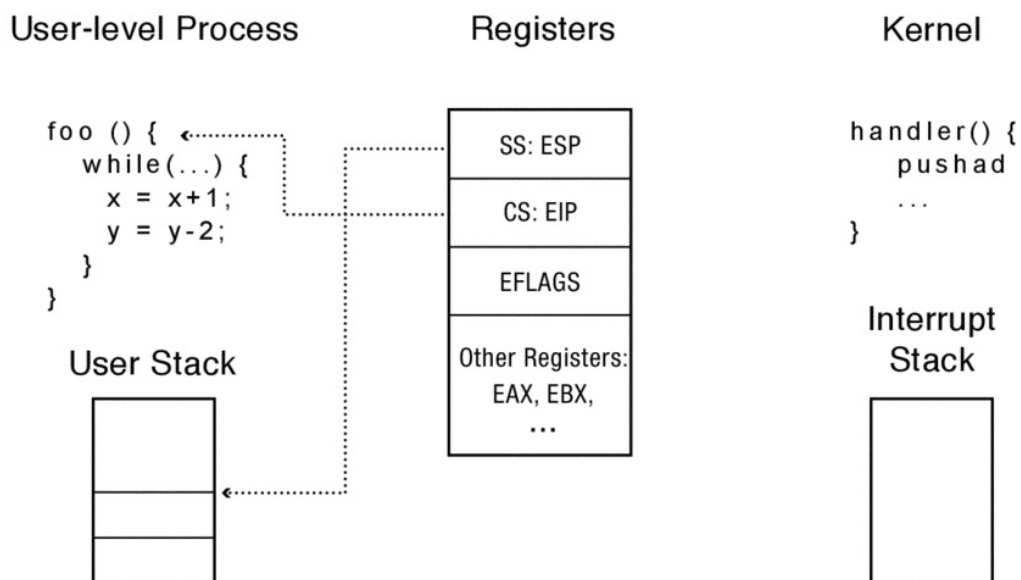 User-level Process
Registers
Kernel
foo () {
while(...) {
x = x+1;
y = y-2;
}
}
SS: ESP
CS: EIP
EFLAGS
Other Registers:
EAX, EBX,
...
handler() {
pushad
...
}
User Stack
Interrupt
Stack